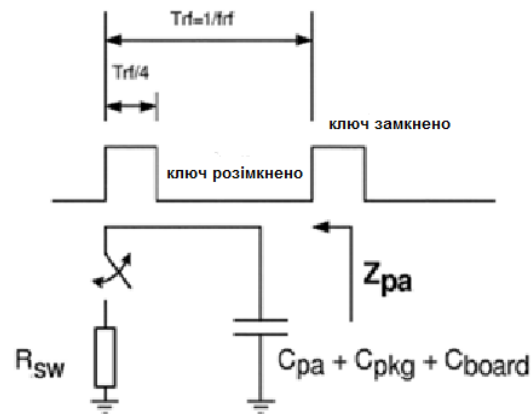 Trf=1/frf
Trf/4
ключ замкнено
ключ розімкнено
Zpa
Rsw
Cpa + Cpkg + Cboard